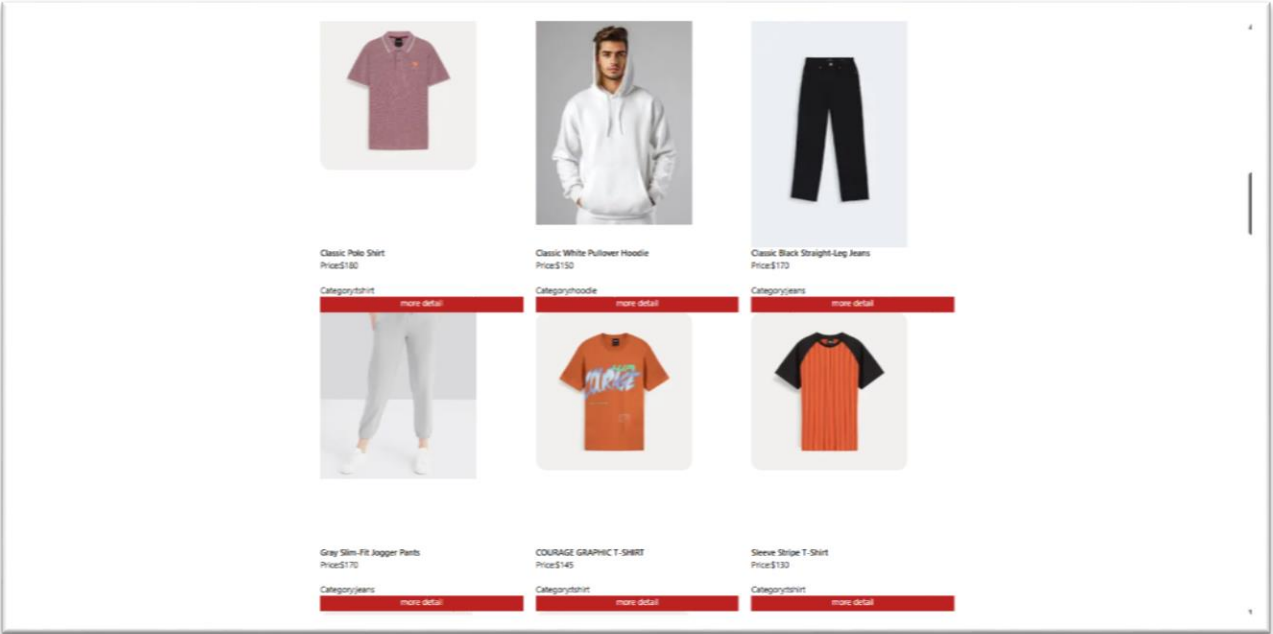 Classic Polo Shirt
Price:$180
Category:tshirt
more detail
Classic White Pullover Hoodie
Price:$150
Category:hoodie
more detail
Classic Black Straight-Leg Jeans
Price:$170
Category:jeans
more detail
COURAGE
Gray Slim-Fit Jogger Pants
Price:$170
Category:jeans
more detail
COURAGE GRAPHIC T-SHIRT
Price:$145
Category:tshirt
more detail
Sleeve Stripe T-Shirt
Price:$130
Category:tshirt
more detail